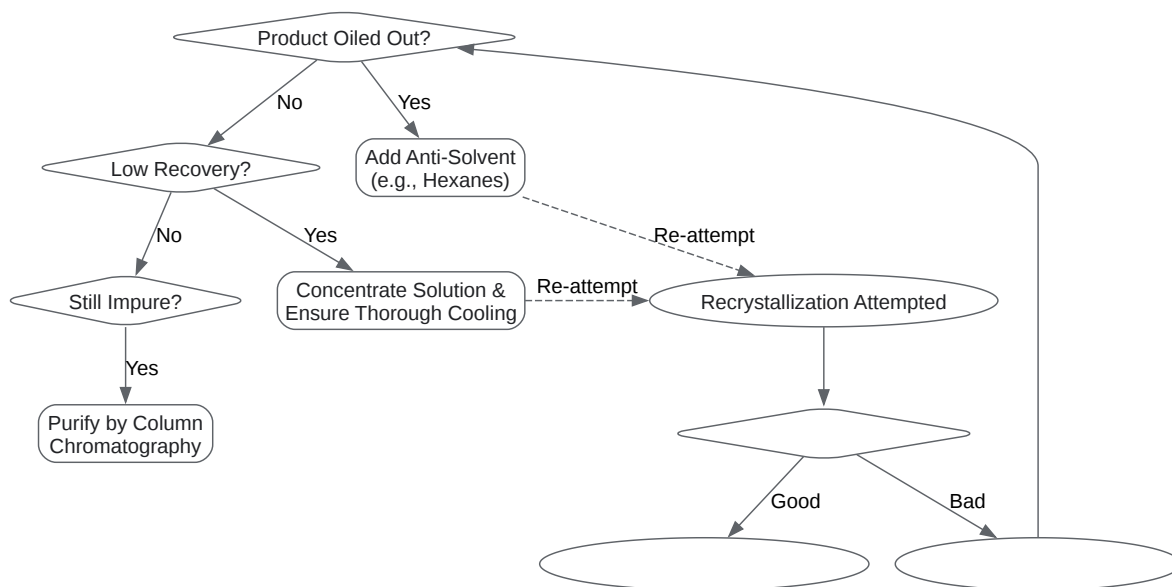 Product Oiled Out?
No
Yes
Low Recovery?
Add Anti-Solvent
(e.g., Hexanes)
No
Yes
Re-attempt
Still Impure?
Concentrate Solution &
Ensure Thorough Cooling
Re-attempt
Recrystallization Attempted
Yes
Purify by Column
Chromatography
Good
Bad